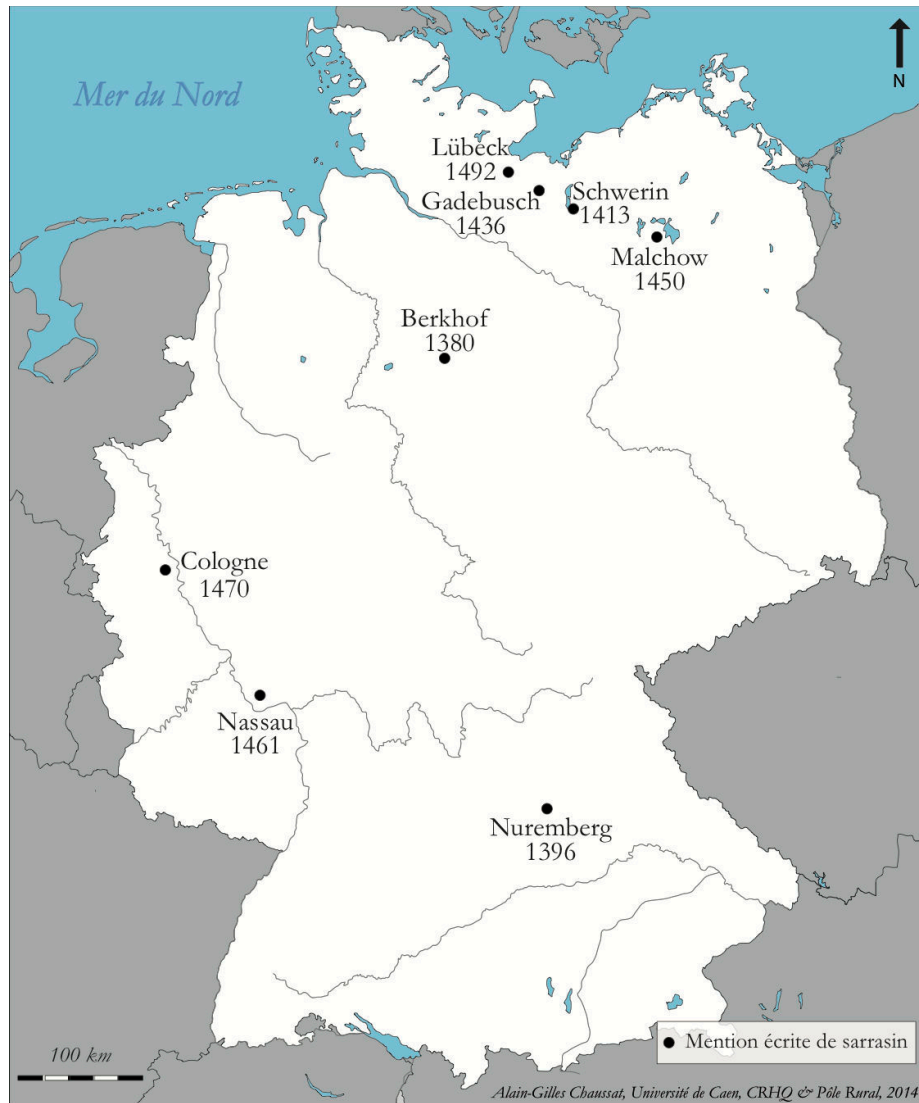 Mer du Nord
N
Lübeck
1492
Gadebusch
1436
Schwerin
1413
Malchow
1450
Berkhof
1380
Cologne
1470
Nassau
1461
Nuremberg
1396
100 km
Mention écrite de sarrasin
Alain-Gilles Chaussat, Université de Caen, CRHQ & Pôle Rural, 2014